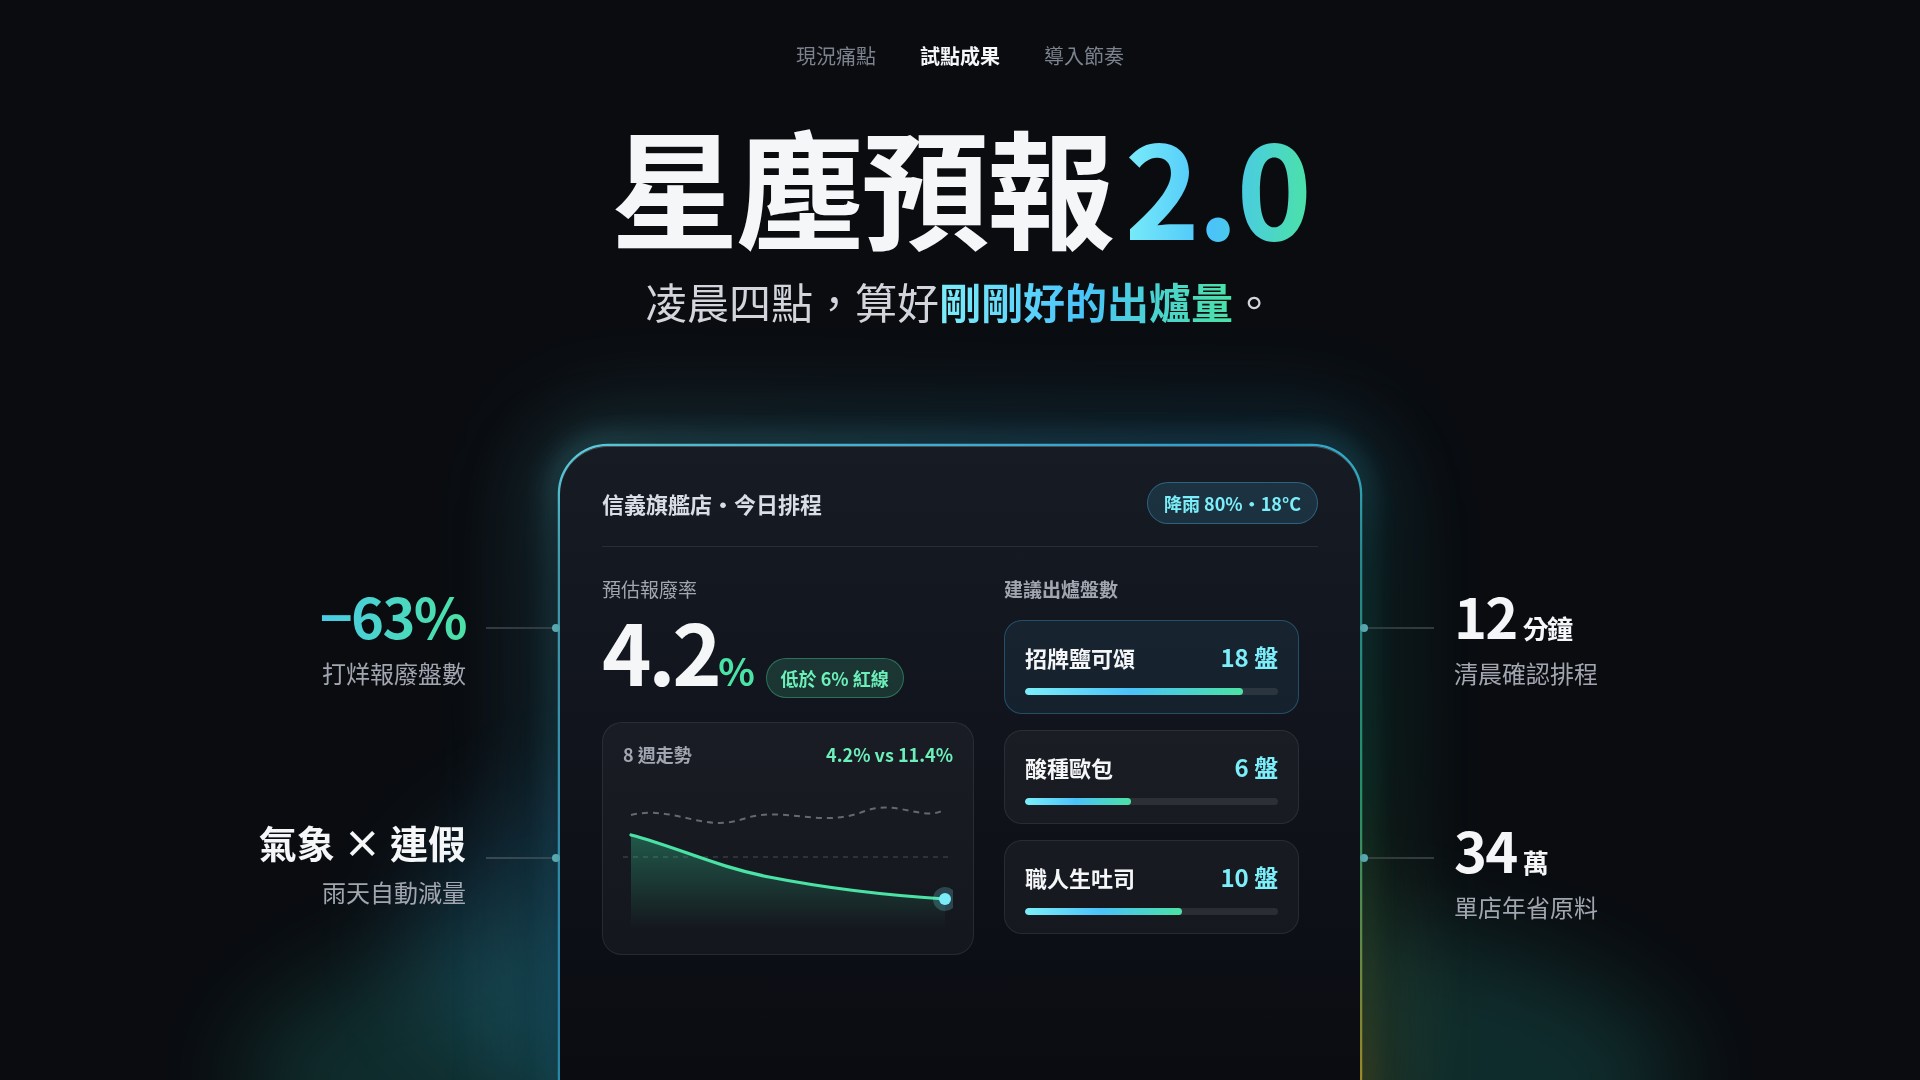 現況痛點 試點成果 導入節奏
星塵預報 2.0
凌晨四點，算好剛剛好的出爐量。
信義旗艦店・今日排程
降雨 80%・18°C
預估報廢率
4.2%
低於 6% 紅線
8 週走勢
4.2% vs 11.4%
建議出爐盤數
招牌鹽可頌 18 盤
酸種歐包 6 盤
職人生吐司 10 盤
−63%
打烊報廢盤數
氣象 × 連假
雨天自動減量
12 分鐘
清晨確認排程
34 萬
單店年省原料